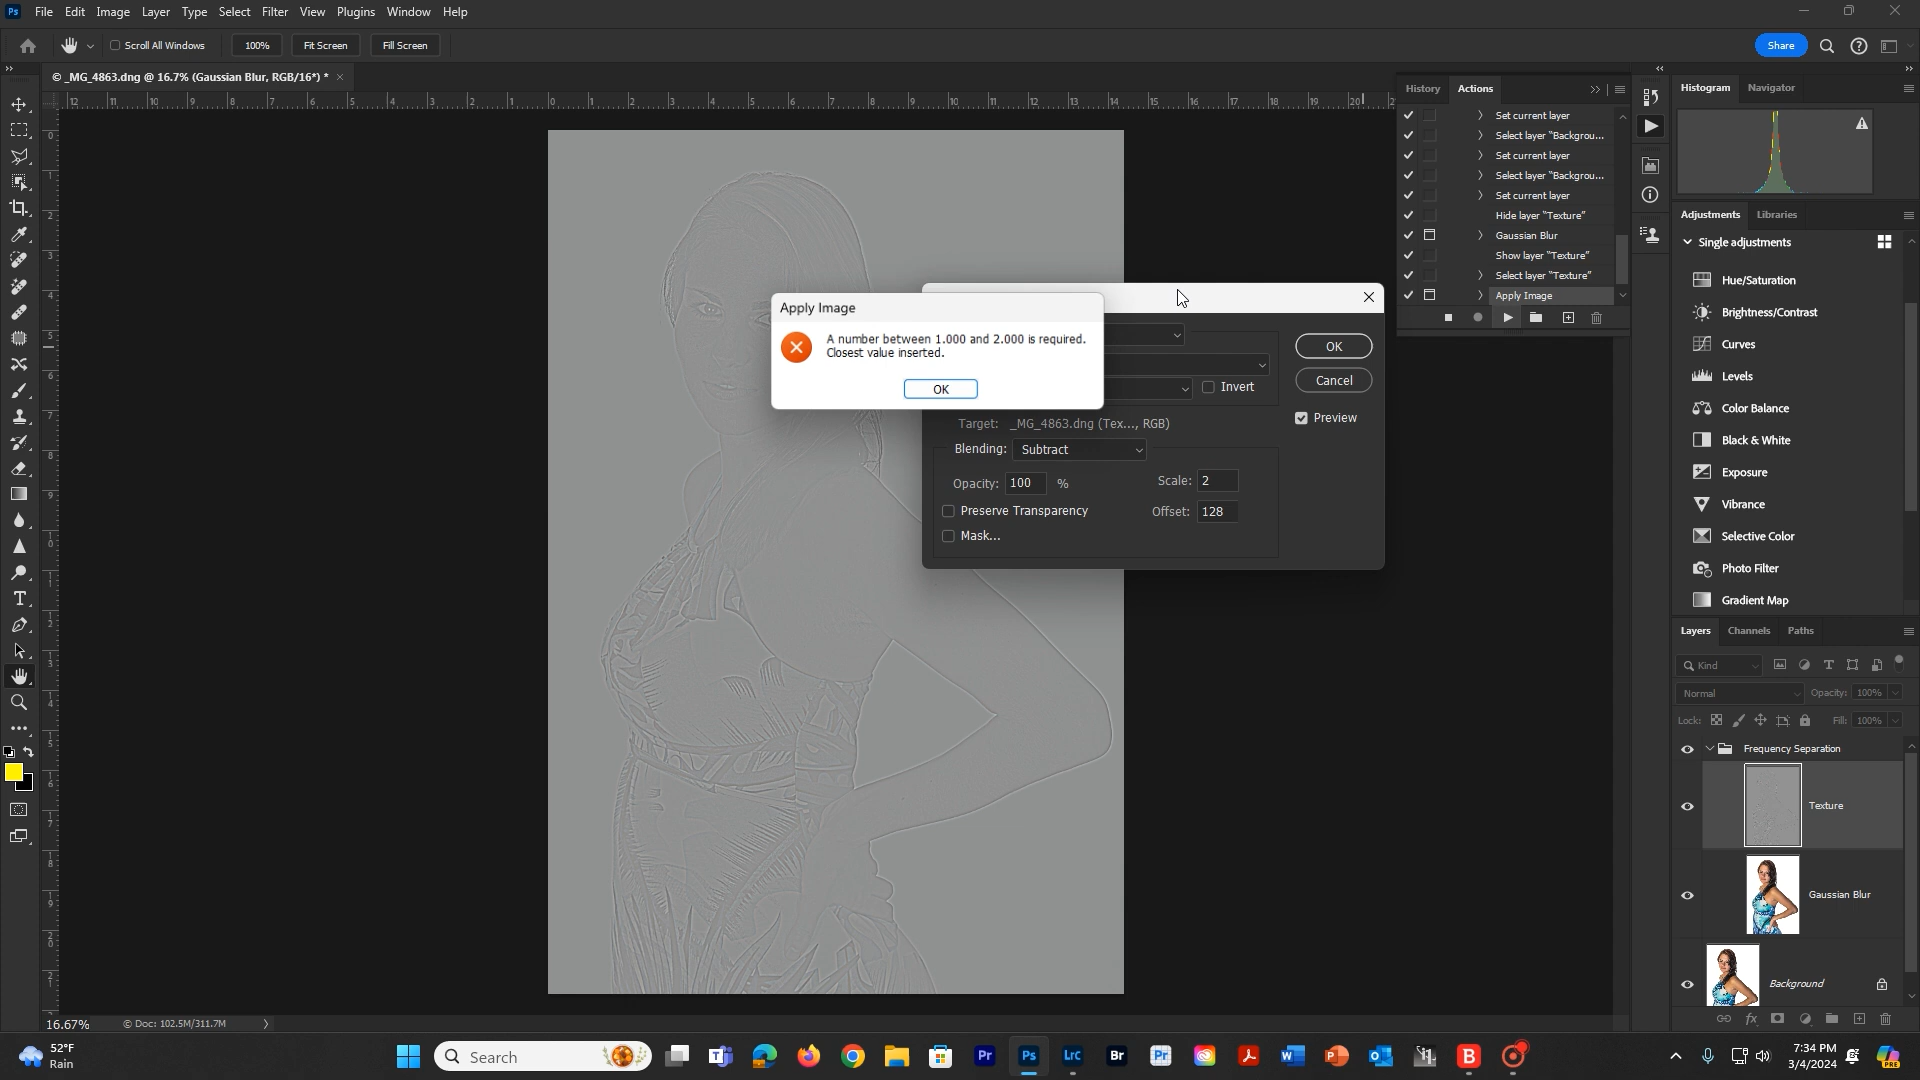 Ps File Edit Image Layer Type Select Filter View Plugins Window Help
Scroll All Windows 100% Fit Screen Fill Screen Share
© _MG_4863.dng @ 16.7% (Gaussian Blur, RGB/16*) *
History Actions
Set current layer
Select layer "Backgrou...
Set current layer
Select layer "Backgrou...
Set current layer
Hide layer "Texture"
Gaussian Blur
Show layer "Texture"
Select layer "Texture"
Apply Image
Histogram Navigator
Adjustments Libraries
Single adjustments
Hue/Saturation
Brightness/Contrast
Curves
Levels
Color Balance
Black & White
Exposure
Vibrance
Selective Color
Photo Filter
Gradient Map
Apply Image
A number between 1.000 and 2.000 is required.
Closest value inserted.
OK
OK
Invert
Cancel
Preview
Target: _MG_4863.dng (Tex..., RGB)
Blending: Subtract
Opacity: 100 %
Scale: 2
Preserve Transparency
Offset: 128
Mask...
Layers Channels Paths
Kind
Normal Opacity: 100%
Lock: Fill: 100%
Frequency Separation
Texture
Gaussian Blur
Background
16.67% © Doc: 102.5M/311.7M
52°F
Rain
Search
Pr Ps LrC Br Pr
7:34 PM
3/4/2024